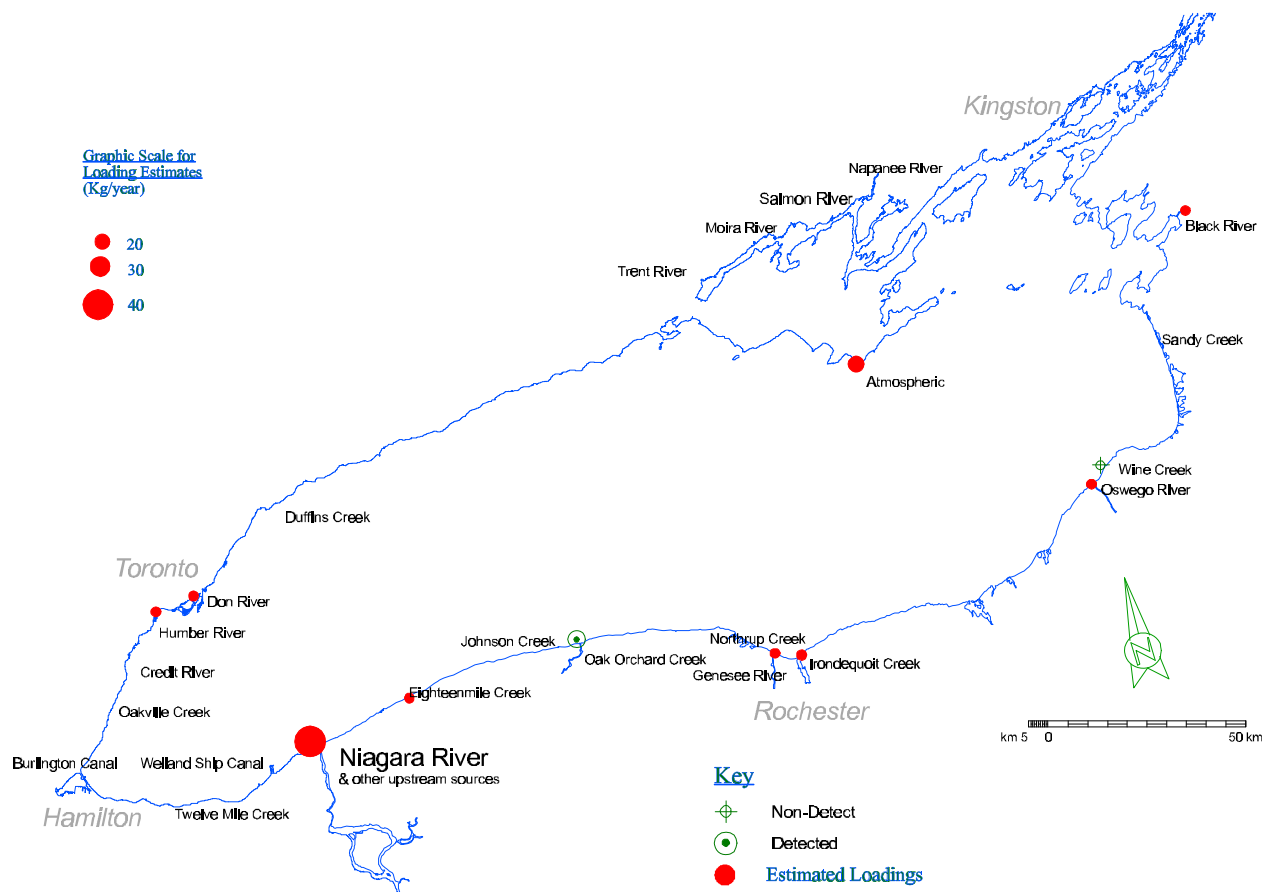 Kingston
Graphic Scale for
Loading Estimates
(Kg/year)
20
30
40
Napanee River
Salmon River
Moira River
Trent River
Black River
Sandy Creek
Atmospheric
Wine Creek
Oswego River
Duffins Creek
Toronto
Don River
Humber River
Credit River
Oakville Creek
Burlington Canal
Hamilton
Welland Ship Canal
Twelve Mile Creek
Niagara River
& other upstream sources
Eighteenmile Creek
Johnson Creek
Oak Orchard Creek
Northrup Creek
Genesee River
Irondequoit Creek
Rochester
N
km 5 0 50 km
Key
Non-Detect
Detected
Estimated Loadings